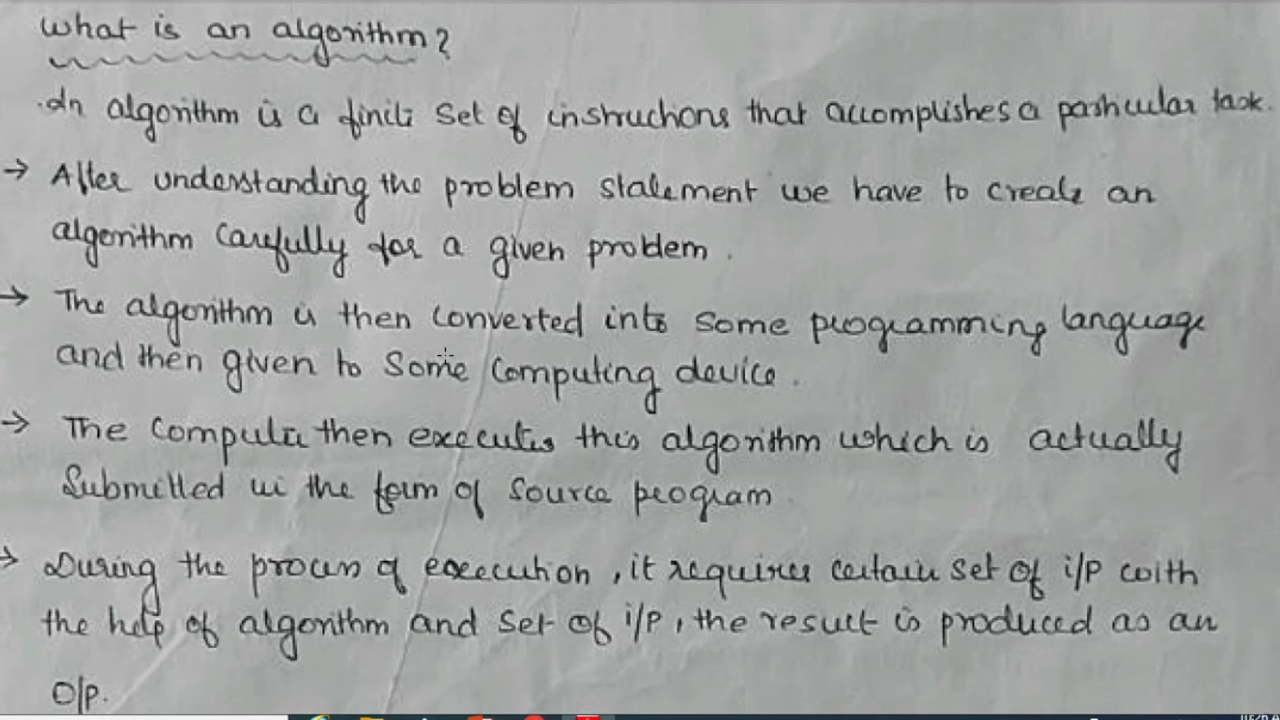 What is an algorithm?
An algorithm is a finite set of instructions that accomplishes a particular task.
→ After understanding the problem statement we have to create an
algorithm carefully for a given problem.
→ The algorithm is then converted into some programming language
and then given to some computing device.
→ The computer then executes this algorithm which is actually
submitted in the form of source program
→ During the process of execution, it requires certain set of i/p with
the help of algorithm and set of i/p, the result is produced as an
o/p.